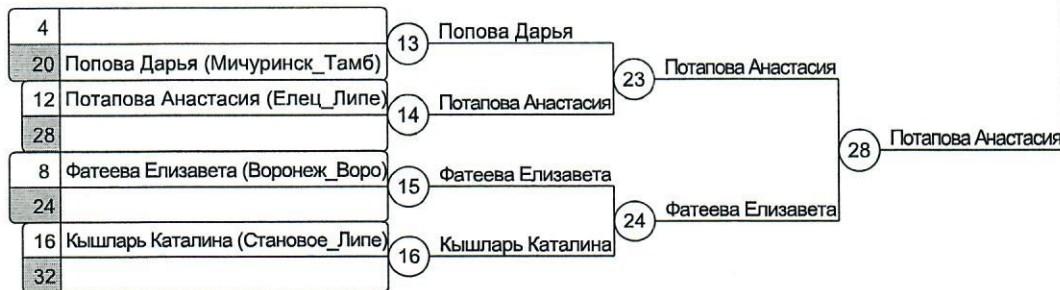 4
20 Попова Дарья (Мичуринск_Тамб)
12 Потапова Анастасия (Елец_Липе)
28
8 Фатеева Елизавета (Воронеж_Воро)
24
16 Кышларь Каталина (Становое_Липе)
32
13 Попова Дарья
14 Потапова Анастасия
15 Фатеева Елизавета
16 Кышларь Каталина
23 Потапова Анастасия
24 Фатеева Елизавета
28 Потапова Анастасия